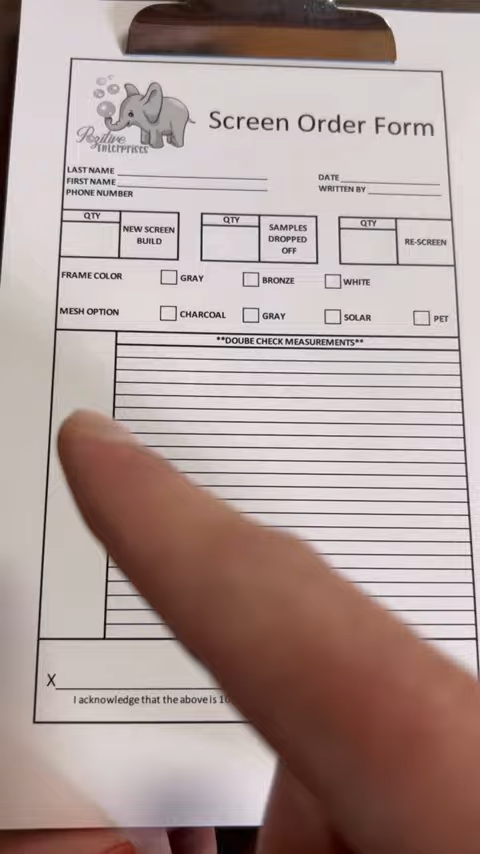 Pozitive
ENTERPRISES
Screen Order Form
LAST NAME
FIRST NAME
PHONE NUMBER
DATE
WRITTEN BY
QTY
NEW SCREEN
BUILD
QTY
SAMPLES
DROPPED
OFF
QTY
RE-SCREEN
FRAME COLOR GRAY BRONZE WHITE
MESH OPTION CHARCOAL GRAY SOLAR PET
**DOUBE CHECK MEASUREMENTS**
X
I acknowledge that the above is